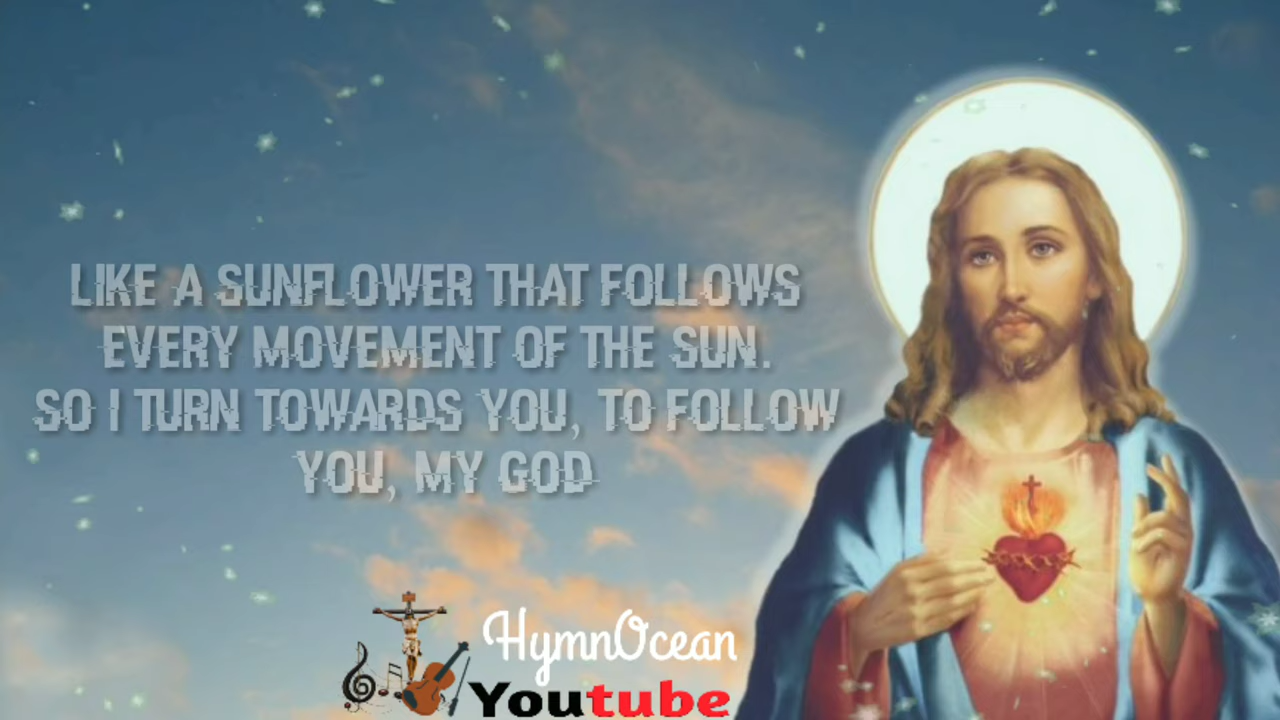 LIKE A SUNFLOWER THAT FOLLOWS
EVERY MOVEMENT OF THE SUN.
SO I TURN TOWARDS YOU, TO FOLLOW
YOU, MY GOD
HymnOcean
Youtube